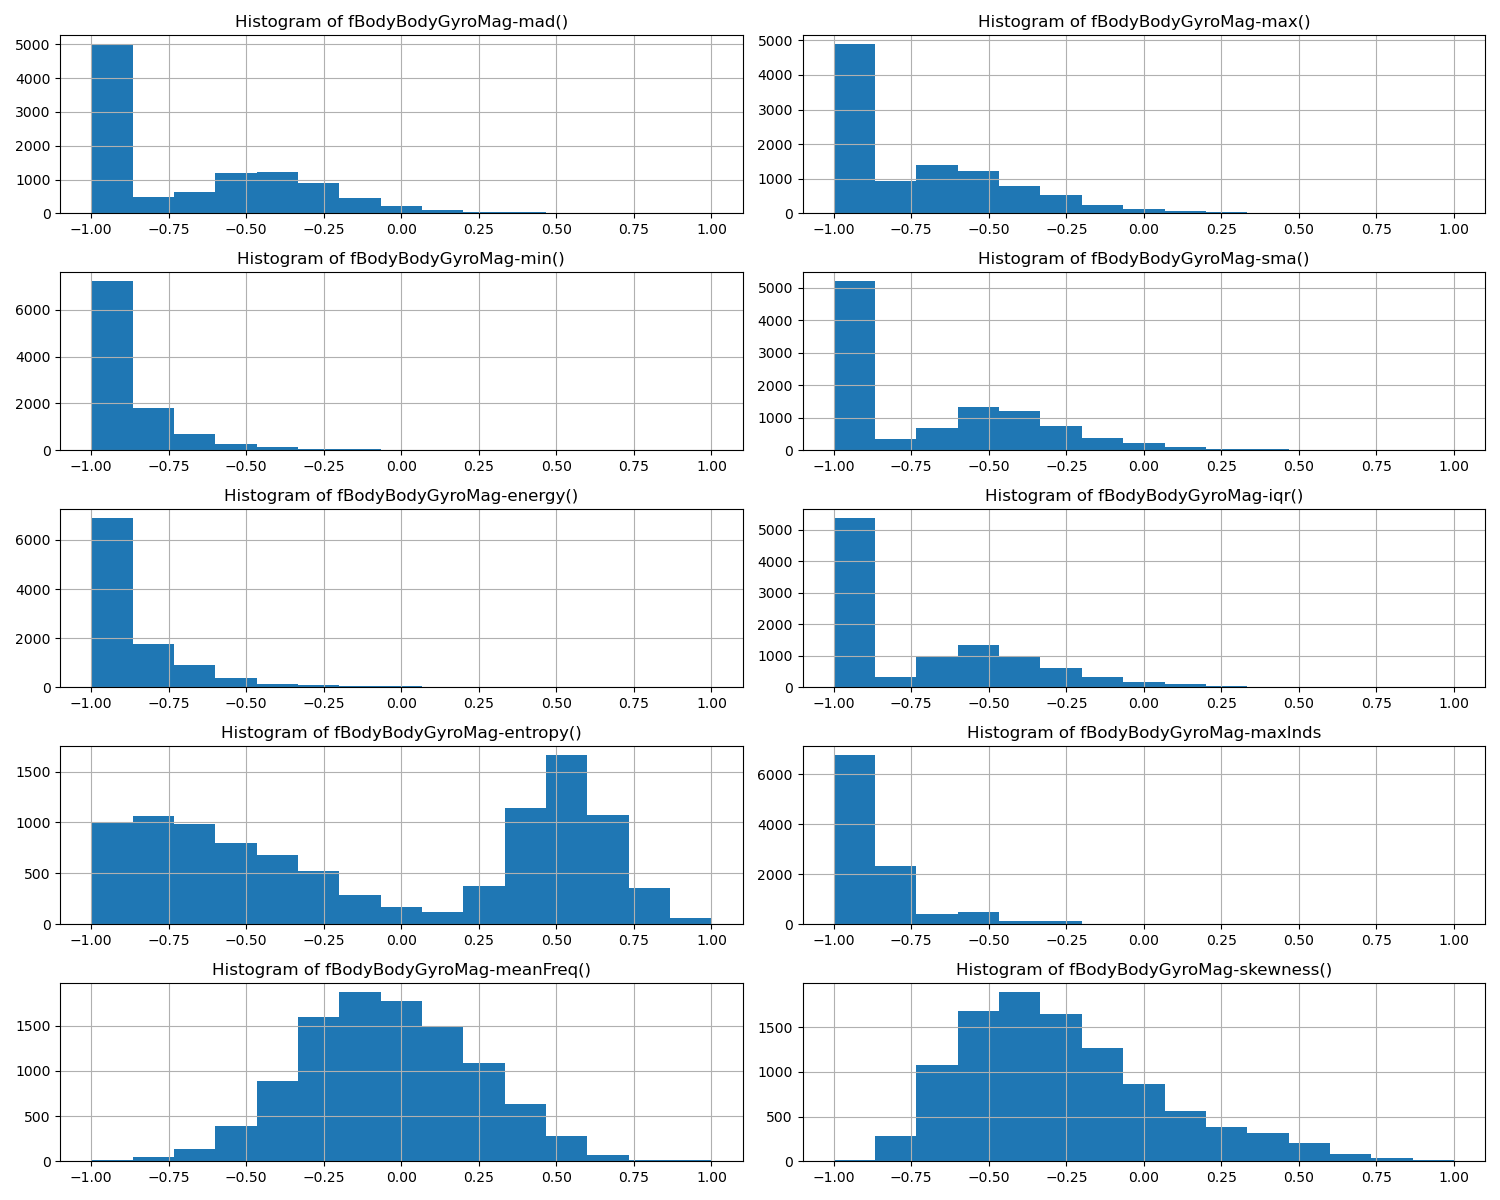 Histogram of fBodyBodyGyroMag-mad()
5000
4000
3000
2000
1000
0
−1.00 −0.75 −0.50 −0.25 0.00 0.25 0.50 0.75 1.00
Histogram of fBodyBodyGyroMag-max()
5000
4000
3000
2000
1000
0
−1.00 −0.75 −0.50 −0.25 0.00 0.25 0.50 0.75 1.00
Histogram of fBodyBodyGyroMag-min()
6000
4000
2000
0
−1.00 −0.75 −0.50 −0.25 0.00 0.25 0.50 0.75 1.00
Histogram of fBodyBodyGyroMag-sma()
5000
4000
3000
2000
1000
0
−1.00 −0.75 −0.50 −0.25 0.00 0.25 0.50 0.75 1.00
Histogram of fBodyBodyGyroMag-energy()
6000
4000
2000
0
−1.00 −0.75 −0.50 −0.25 0.00 0.25 0.50 0.75 1.00
Histogram of fBodyBodyGyroMag-iqr()
5000
4000
3000
2000
1000
0
−1.00 −0.75 −0.50 −0.25 0.00 0.25 0.50 0.75 1.00
Histogram of fBodyBodyGyroMag-entropy()
1500
1000
500
0
−1.00 −0.75 −0.50 −0.25 0.00 0.25 0.50 0.75 1.00
Histogram of fBodyBodyGyroMag-maxInds
6000
4000
2000
0
−1.00 −0.75 −0.50 −0.25 0.00 0.25 0.50 0.75 1.00
Histogram of fBodyBodyGyroMag-meanFreq()
1500
1000
500
0
−1.00 −0.75 −0.50 −0.25 0.00 0.25 0.50 0.75 1.00
Histogram of fBodyBodyGyroMag-skewness()
1500
1000
500
0
−1.00 −0.75 −0.50 −0.25 0.00 0.25 0.50 0.75 1.00